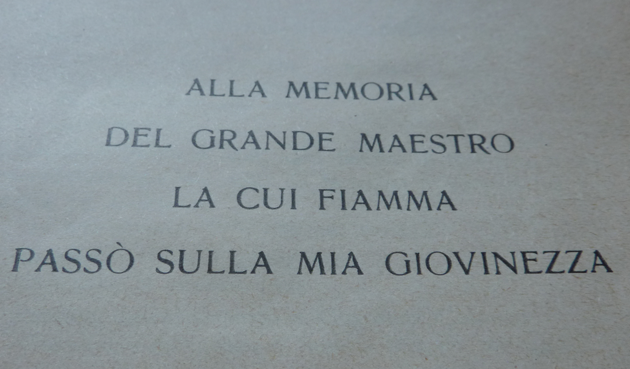 ALLA MEMORIA
DEL GRANDE MAESTRO
LA CUI FIAMMA
PASSÒ SULLA MIA GIOVINEZZA